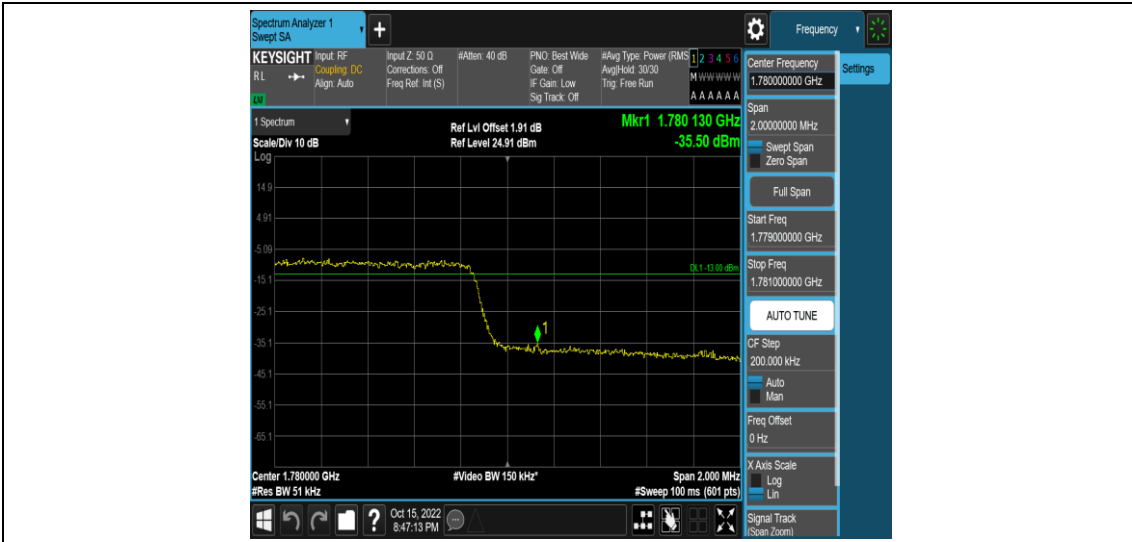 Spectrum Analyzer 1
Swept SA
Frequency
KEYSIGHT
RL
LXI
Input: RF
Coupling: DC
Align: Auto
Input Z: 50 Ω
Corrections: Off
Freq Ref: Int (S)
#Atten: 40 dB
PNO: Best Wide
Gate: Off
IF Gain: Low
Sig Track: Off
#Avg Type: Power (RMS
Avg|Hold: 30/30
Trig: Free Run
1 2 3 4 5 6
M W W W W W
A A A A A A
1 Spectrum
Scale/Div 10 dB
Log
Ref Lvl Offset 1.91 dB
Ref Level 24.91 dBm
Mkr1 1.780 130 GHz
-35.50 dBm
14.9
4.91
-5.09
-15.1
-25.1
-35.1
-45.1
-55.1
-65.1
DL1 -13.00 dBm
1
Center 1.780000 GHz
#Res BW 51 kHz
#Video BW 150 kHz*
Span 2.000 MHz
#Sweep 100 ms (601 pts)
Center Frequency
1.780000000 GHz
Settings
Span
2.00000000 MHz
Swept Span
Zero Span
Full Span
Start Freq
1.779000000 GHz
Stop Freq
1.781000000 GHz
AUTO TUNE
CF Step
200.000 kHz
Auto
Man
Freq Offset
0 Hz
X Axis Scale
Log
Lin
Signal Track
(Span Zoom)
?
Oct 15, 2022
8:47:13 PM